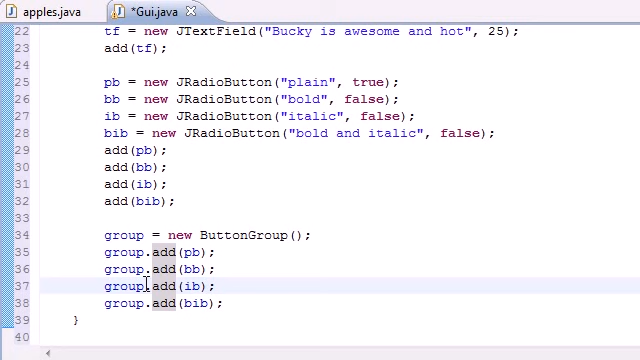 apples.java *Gui.java
22 tf = new JTextField("Bucky is awesome and hot", 25);
23 add(tf);
24
25 pb = new JRadioButton("plain", true);
26 bb = new JRadioButton("bold", false);
27 ib = new JRadioButton("italic", false);
28 bib = new JRadioButton("bold and italic", false);
29 add(pb);
30 add(bb);
31 add(ib);
32 add(bib);
33
34 group = new ButtonGroup();
35 group.add(pb);
36 group.add(bb);
37 group.add(ib);
38 group.add(bib);
39 }
40